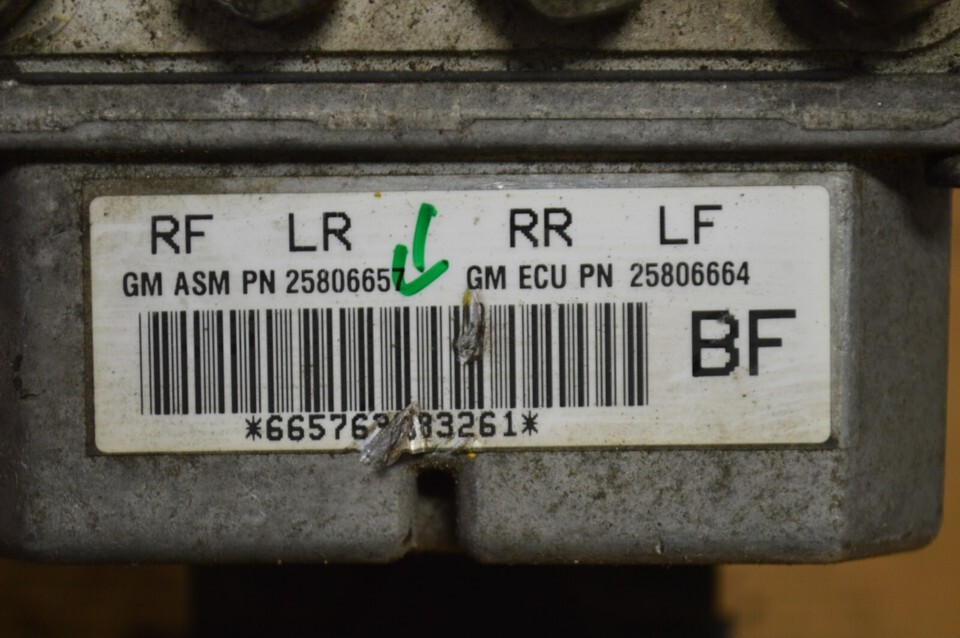 RF LR RR LF
GM ASM PN 25806657 GM ECU PN 25806664
BF